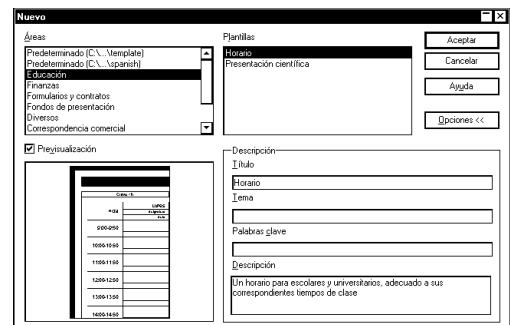 Nuevo
Áreas
Predeterminado (C:\...\template)
Predeterminado (C:\...\spanish)
Educación
Finanzas
Formularios y contratos
Fondos de presentación
Diversos
Correspondencia comercial
Plantillas
Horario
Presentación científica
Aceptar
Cancelar
Ayuda
Opciones <<
Previsualización
LUNES
9:00-9:50
10:00-10:50
11:00-11:50
12:00-12:50
13:00-13:50
14:00-14:50
Descripción
Título
Horario
Tema
Palabras clave
Descripción
Un horario para escolares y universitarios, adecuado a sus
correspondientes tiempos de clase